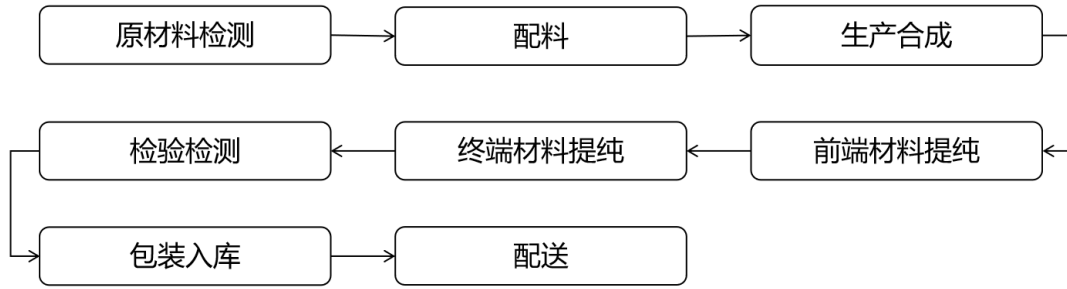 原材料检测
配料
生产合成
前端材料提纯
终端材料提纯
检验检测
包装入库
配送